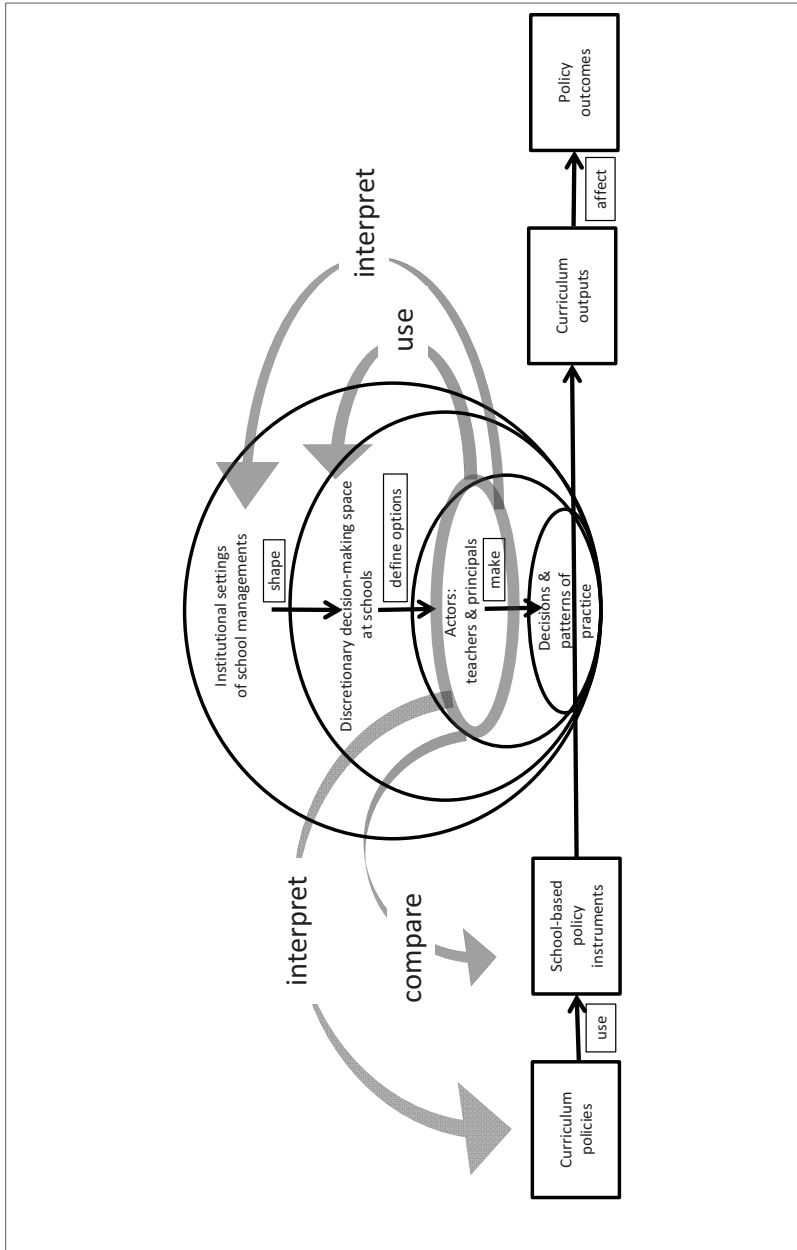 Institutional settings
of school managements
shape
Discretionary decision-making space
at schools
define options
Actors:
teachers & principals
make
Decisions &
patterns of
practice
interpret
compare
use
interpret
Curriculum
policies
use
School-based
policy
instruments
Curriculum
outputs
affect
Policy
outcomes